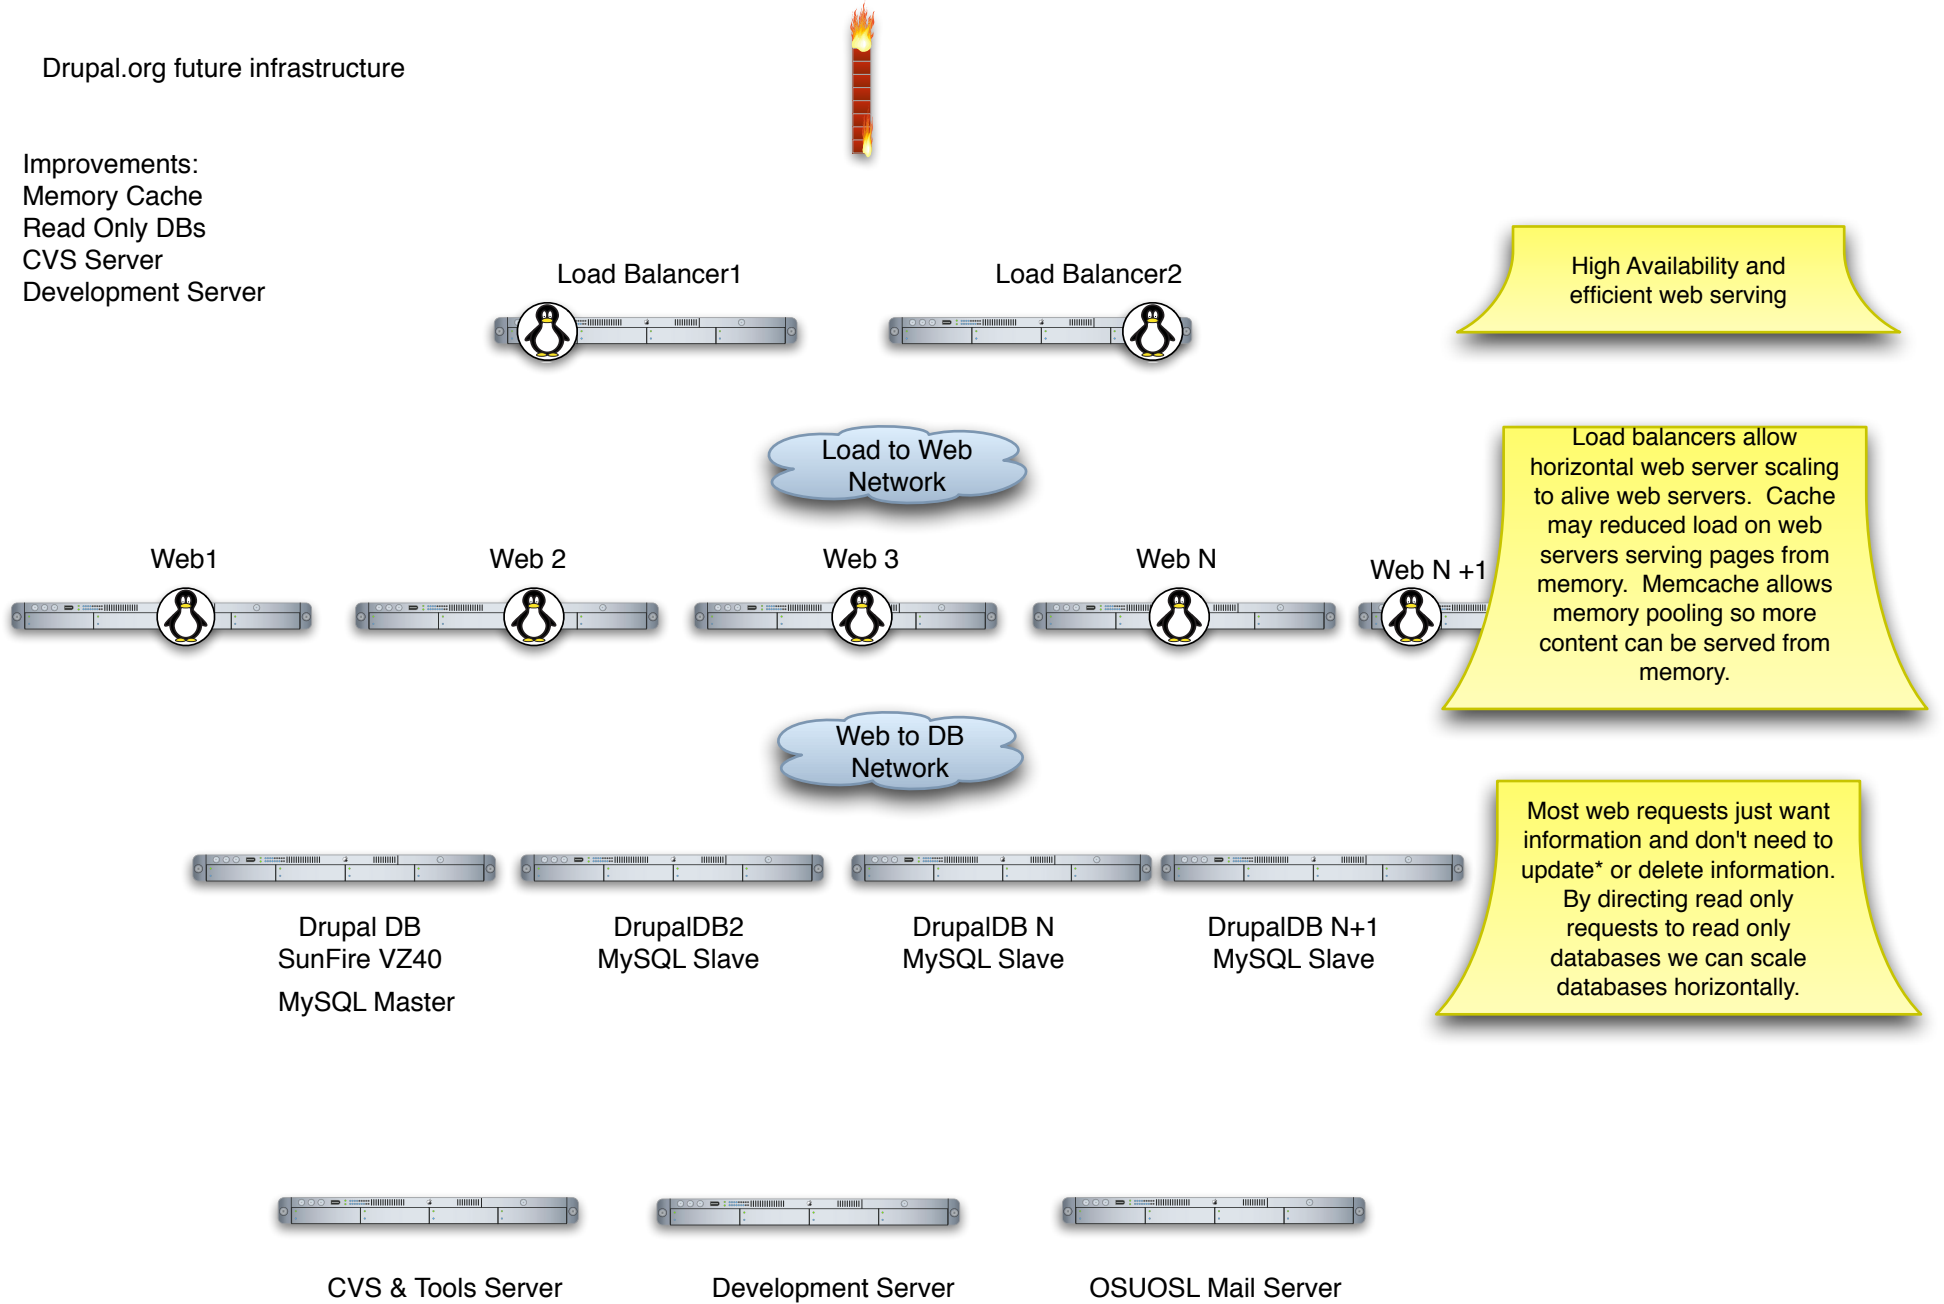 Drupal.org future infrastructure
Improvements:
Memory Cache
Read Only DBs
CVS Server
Development Server
Load Balancer1
Load Balancer2
High Availability and
efficient web serving
Load to Web
Network
Load balancers allow
horizontal web server scaling
to alive web servers.  Cache
may reduced load on web
servers serving pages from
memory.  Memcache allows
memory pooling so more
content can be served from
memory.
Web1
Web 2
Web 3
Web N
Web N +1
Web to DB
Network
Most web requests just want
information and don't need to
update* or delete information.
By directing read only
requests to read only
databases we can scale
databases horizontally.
Drupal DB
SunFire VZ40
MySQL Master
DrupalDB2
MySQL Slave
DrupalDB N
MySQL Slave
DrupalDB N+1
MySQL Slave
CVS & Tools Server
Development Server
OSUOSL Mail Server